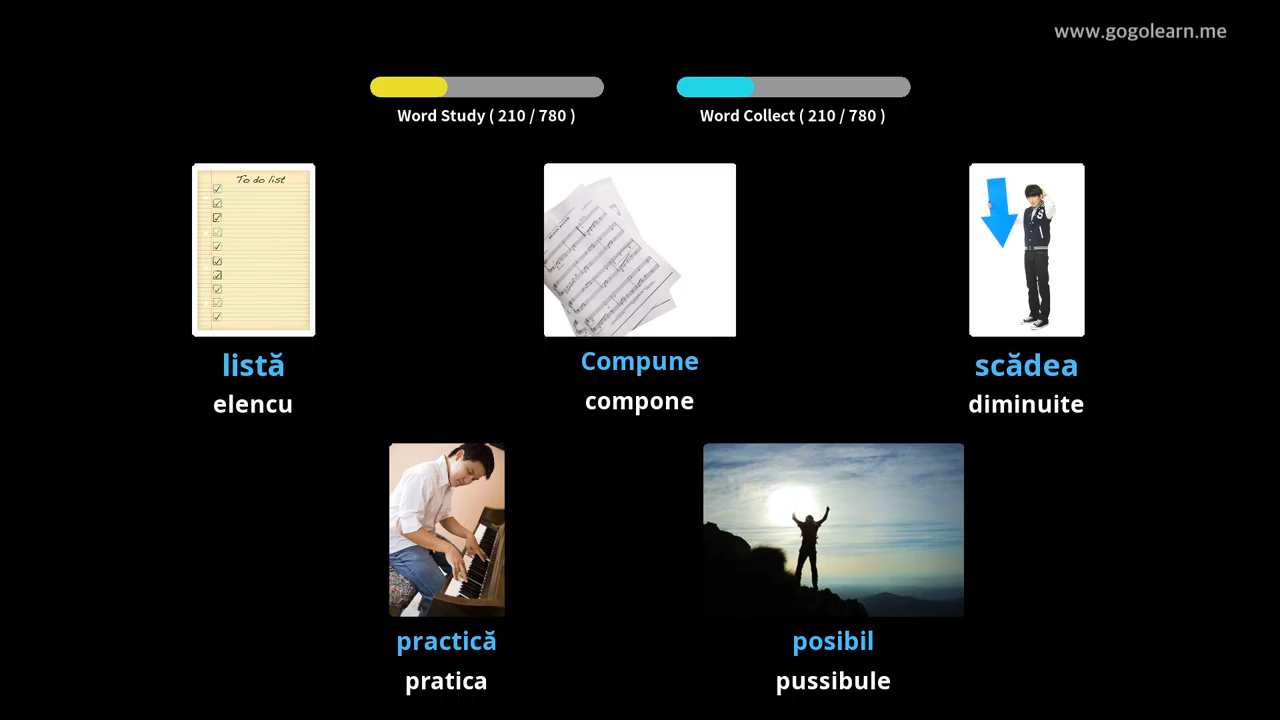 www.gogolearn.me
Word Study ( 210 / 780 )
Word Collect ( 210 / 780 )
To do list
listă
elencu
Compune
compone
scădea
diminuite
practică
pratica
posibil
pussibule